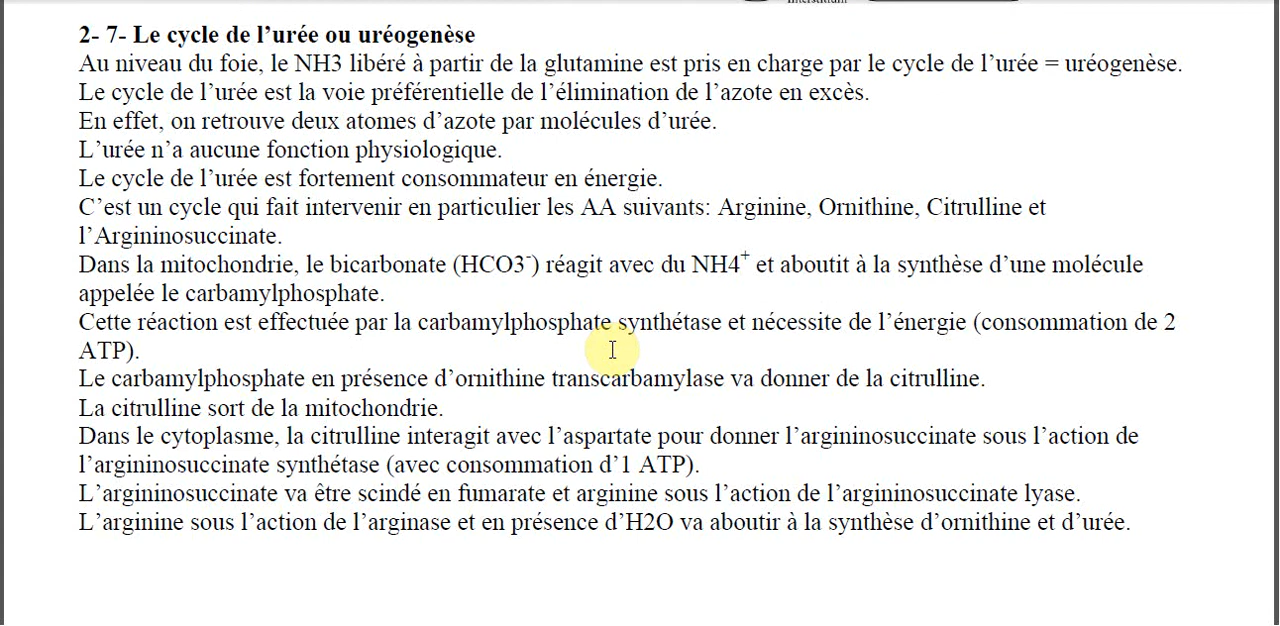 2- 7- Le cycle de l’urée ou uréogenèse
Au niveau du foie, le NH3 libéré à partir de la glutamine est pris en charge par le cycle de l’urée = uréogenèse.
Le cycle de l’urée est la voie préférentielle de l’élimination de l’azote en excès.
En effet, on retrouve deux atomes d’azote par molécules d’urée.
L’urée n’a aucune fonction physiologique.
Le cycle de l’urée est fortement consommateur en énergie.
C’est un cycle qui fait intervenir en particulier les AA suivants: Arginine, Ornithine, Citrulline et
l’Argininosuccinate.
Dans la mitochondrie, le bicarbonate (HCO3⁻) réagit avec du NH4⁺ et aboutit à la synthèse d’une molécule
appelée le carbamylphosphate.
Cette réaction est effectuée par la carbamylphosphate synthétase et nécessite de l’énergie (consommation de 2
ATP).
Le carbamylphosphate en présence d’ornithine transcarbamylase va donner de la citrulline.
La citrulline sort de la mitochondrie.
Dans le cytoplasme, la citrulline interagit avec l’aspartate pour donner l’argininosuccinate sous l’action de
l’argininosuccinate synthétase (avec consommation d’1 ATP).
L’argininosuccinate va être scindé en fumarate et arginine sous l’action de l’argininosuccinate lyase.
L’arginine sous l’action de l’arginase et en présence d’H2O va aboutir à la synthèse d’ornithine et d’urée.